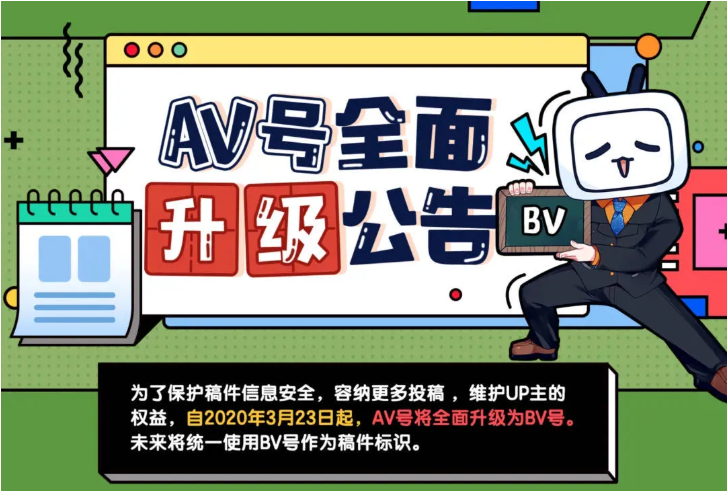 AV号全面
升级公告
BV
为了保护稿件信息安全，容纳更多投稿，维护UP主的
权益，自2020年3月23日起，AV号将全面升级为BV号。
未来将统一使用BV号作为稿件标识。